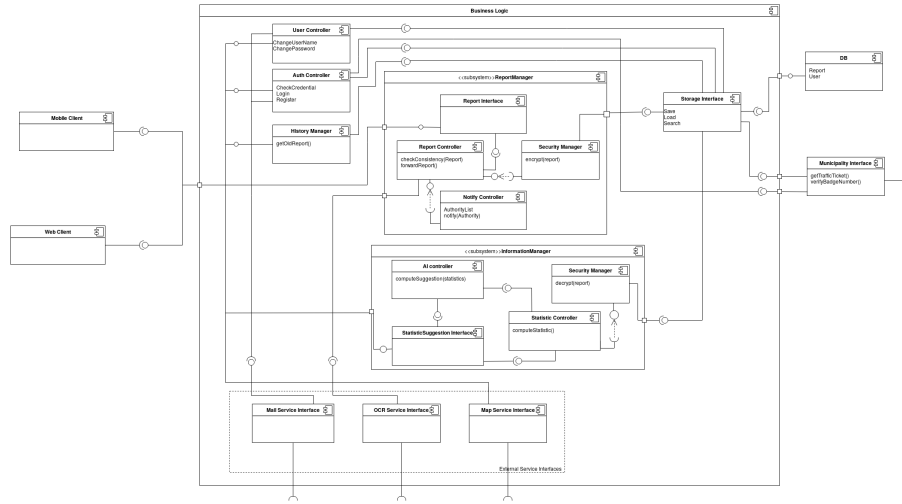 Business Logic
User Controller
ChangeUserName
ChangePassword
Auth Controller
CheckCredential
Login
Register
History Manager
getOldReport()
<<subsystem>>ReportManager
Report Interface
Report Controller
checkConsistency(Report)
forwardReport()
Security Manager
encrypt(report)
Notify Controller
AuthorityList
notify(Authority)
Storage Interface
Save
Load
Search
DB
Report
User
Municipality Interface
getTrafficTicket()
verifyBadgeNumber()
Mobile Client
Web Client
<<subsystem>>InformationManager
AI controller
computeSuggestion(statistics)
Security Manager
decrypt(report)
Statistic Controller
computeStatistic()
StatisticSuggestion Interface
Mail Service Interface
OCR Service Interface
Map Service Interface
External Service Interfaces